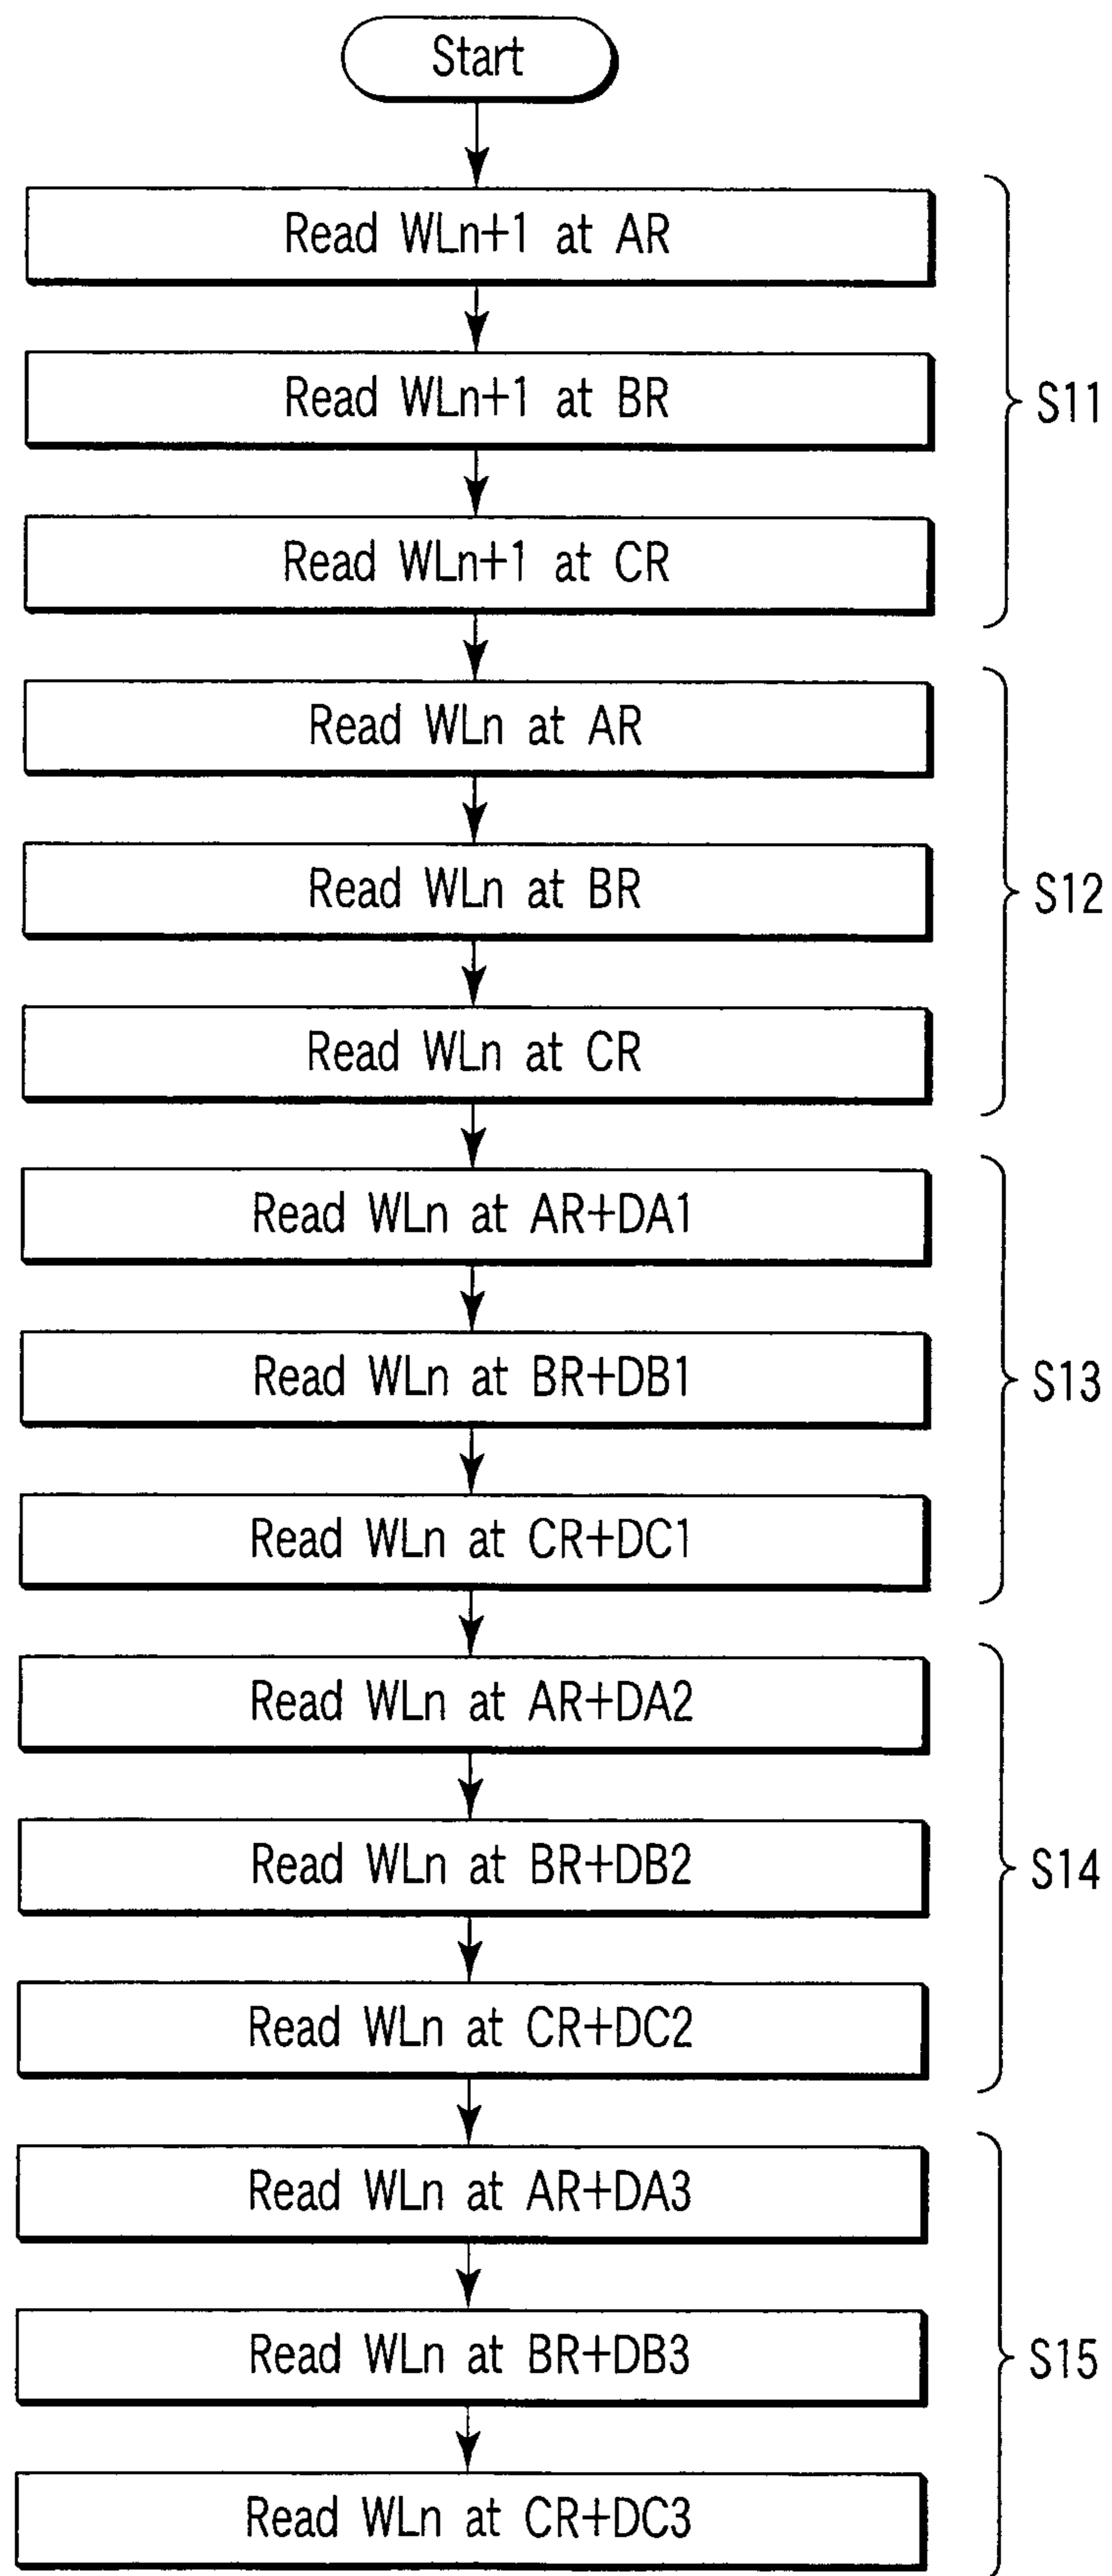 Start
Read WLn+1 at AR
Read WLn+1 at BR
S11
Read WLn+1 at CR
Read WLn at AR
Read WLn at BR
S12
Read WLn at CR
Read WLn at AR+DA1
Read WLn at BR+DB1
S13
Read WLn at CR+DC1
Read WLn at AR+DA2
Read WLn at BR+DB2
S14
Read WLn at CR+DC2
Read WLn at AR+DA3
Read WLn at BR+DB3
S15
Read WLn at CR+DC3